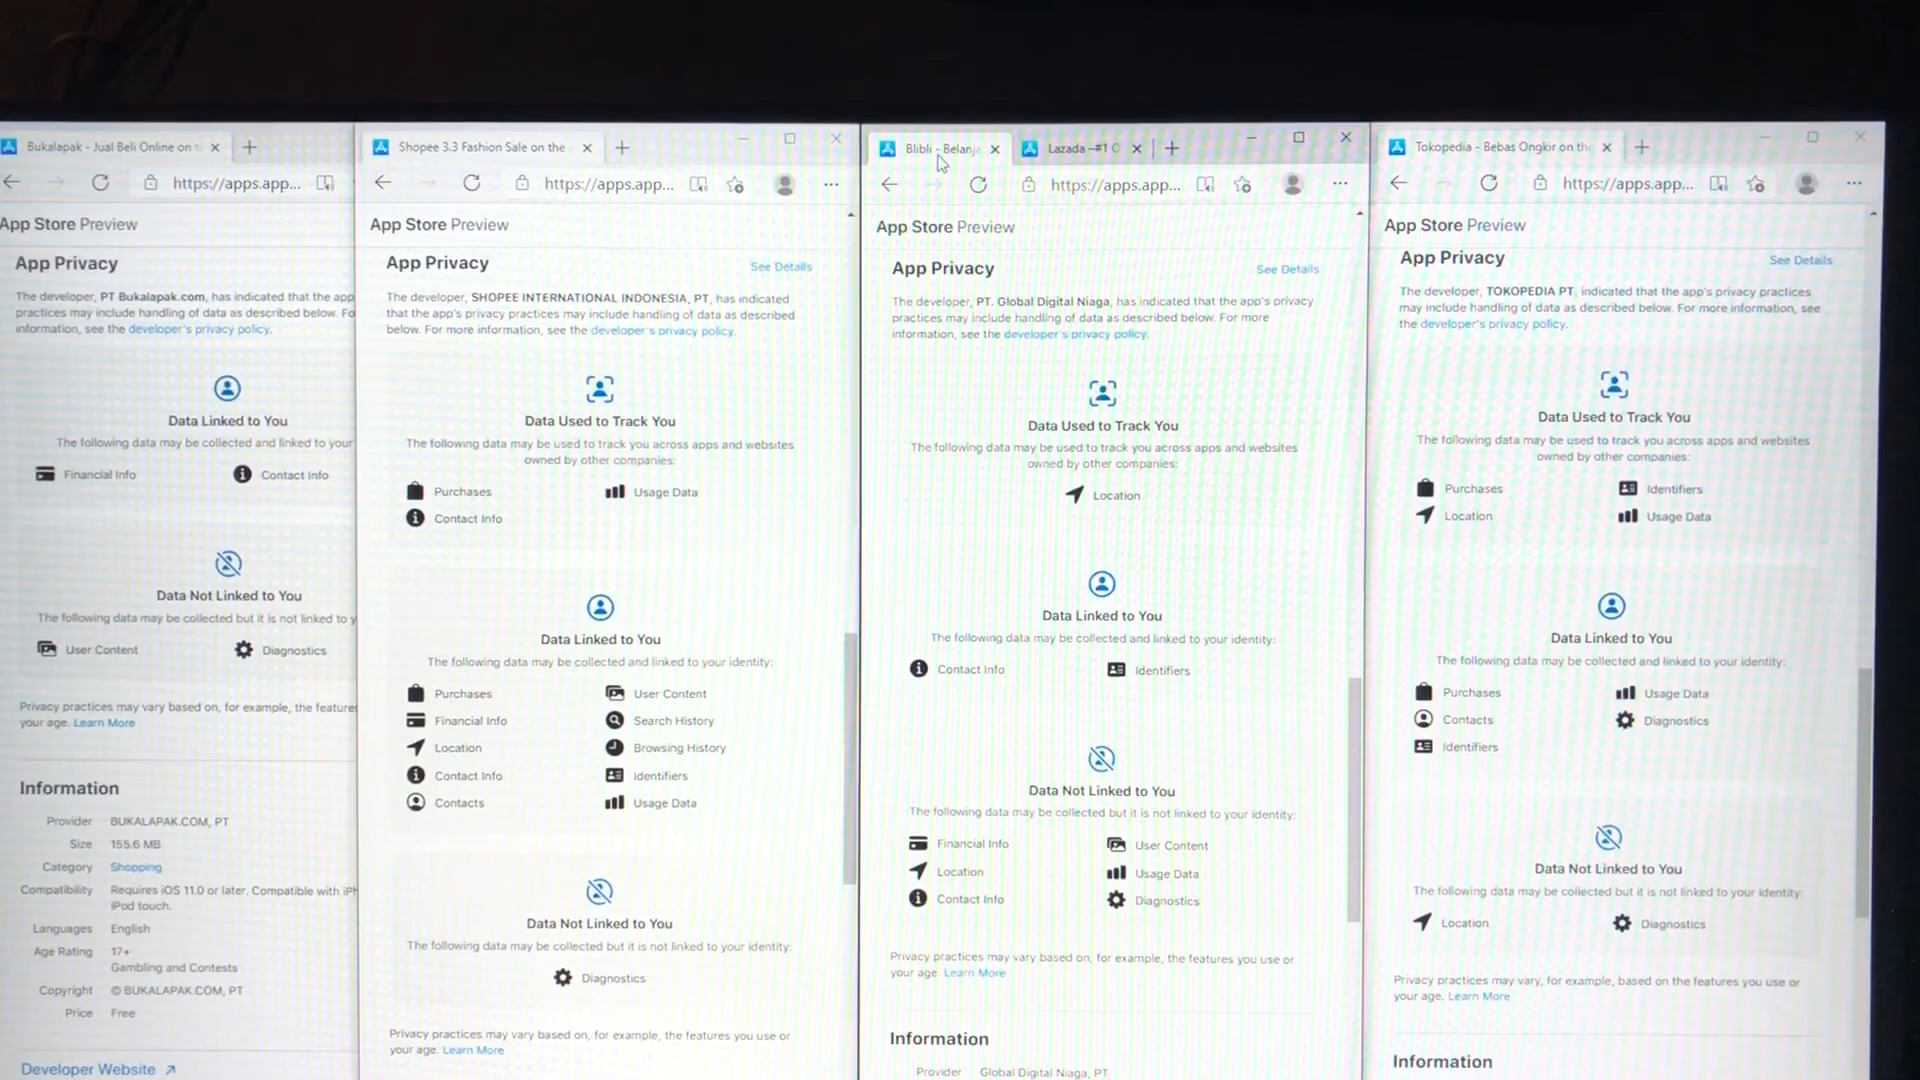 Bukalapak - Jual Beli Online on
https://apps.app...
App Store Preview
App Privacy
The developer, PT Bukalapak.com, has indicated that the app
practices may include handling of data as described below. Fo
information, see the developer's privacy policy.
Data Linked to You
The following data may be collected and linked to your
Financial Info
Contact Info
Data Not Linked to You
The following data may be collected but it is not linked to y
User Content
Diagnostics
Privacy practices may vary based on, for example, the features
your age. Learn More
Information
Provider BUKALAPAK.COM, PT
Size 155.6 MB
Category Shopping
Compatibility Requires iOS 11.0 or later. Compatible with iPh
iPod touch.
Languages English
Age Rating 17+
Gambling and Contests
Copyright © BUKALAPAK.COM, PT
Price Free
Developer Website
Shopee 3.3 Fashion Sale on the
https://apps.app...
App Store Preview
App Privacy
See Details
The developer, SHOPEE INTERNATIONAL INDONESIA, PT, has indicated
that the app's privacy practices may include handling of data as described
below. For more information, see the developer's privacy policy.
Data Used to Track You
The following data may be used to track you across apps and websites
owned by other companies:
Purchases
Usage Data
Contact Info
Data Linked to You
The following data may be collected and linked to your identity:
Purchases
User Content
Financial Info
Search History
Location
Browsing History
Contact Info
Identifiers
Contacts
Usage Data
Data Not Linked to You
The following data may be collected but it is not linked to your identity:
Diagnostics
Privacy practices may vary based on, for example, the features you use or
your age. Learn More
Blibli - Belanja
Lazada –#1 O
https://apps.app...
App Store Preview
App Privacy
See Details
The developer, PT. Global Digital Niaga, has indicated that the app's privacy
practices may include handling of data as described below. For more
information, see the developer's privacy policy.
Data Used to Track You
The following data may be used to track you across apps and websites
owned by other companies:
Location
Data Linked to You
The following data may be collected and linked to your identity:
Contact Info
Identifiers
Data Not Linked to You
The following data may be collected but it is not linked to your identity:
Financial Info
User Content
Location
Usage Data
Contact Info
Diagnostics
Privacy practices may vary based on, for example, the features you use or
your age. Learn More
Information
Provider Global Digital Niaga, PT
Tokopedia - Bebas Ongkir on the
https://apps.app...
App Store Preview
App Privacy
See Details
The developer, TOKOPEDIA PT, indicated that the app's privacy practices
may include handling of data as described below. For more information, see
the developer's privacy policy.
Data Used to Track You
The following data may be used to track you across apps and websites
owned by other companies:
Purchases
Identifiers
Location
Usage Data
Data Linked to You
The following data may be collected and linked to your identity:
Purchases
Usage Data
Contacts
Diagnostics
Identifiers
Data Not Linked to You
The following data may be collected but it is not linked to your identity:
Location
Diagnostics
Privacy practices may vary, for example, based on the features you use or
your age. Learn More
Information